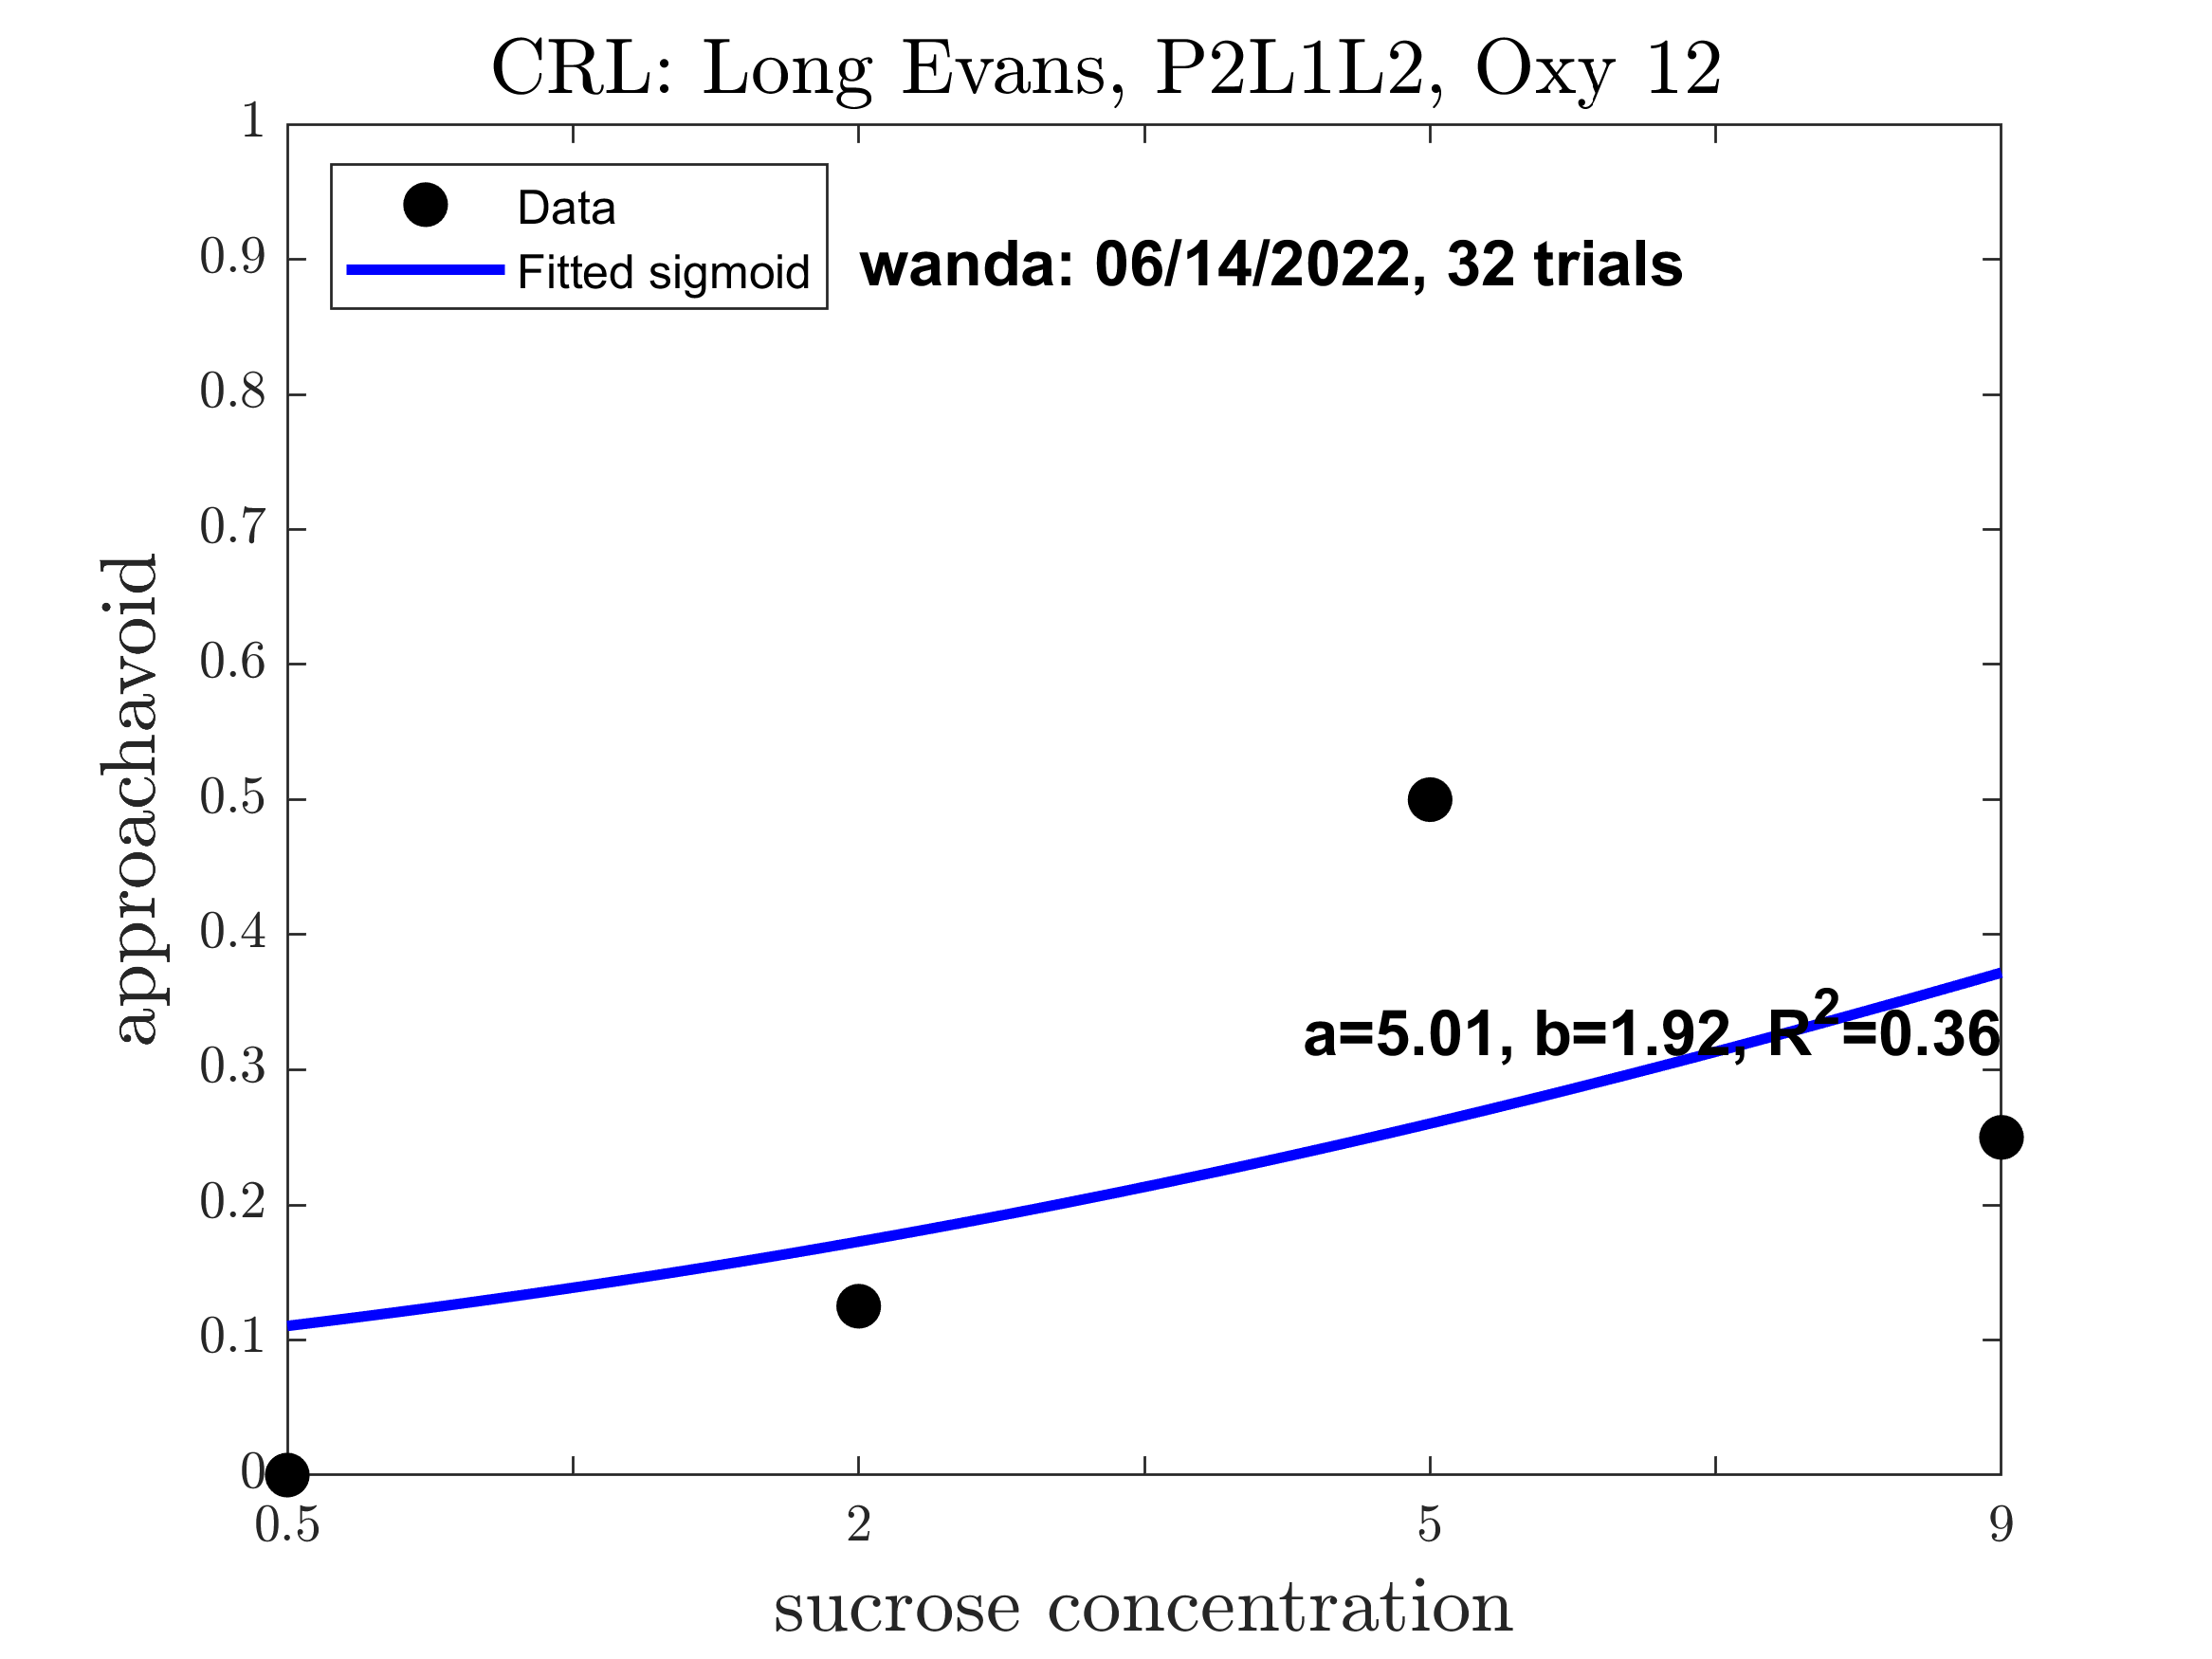 CRL: Long Evans, P2L1L2, Oxy 12
1
0.9
0.8
0.7
0.6
0.5
0.4
0.3
0.2
0.1
0
approachavoid
Data
Fitted sigmoid
wanda: 06/14/2022, 32 trials
a=5.01, b=1.92, R²=0.36
0.5 2 5 9
sucrose concentration